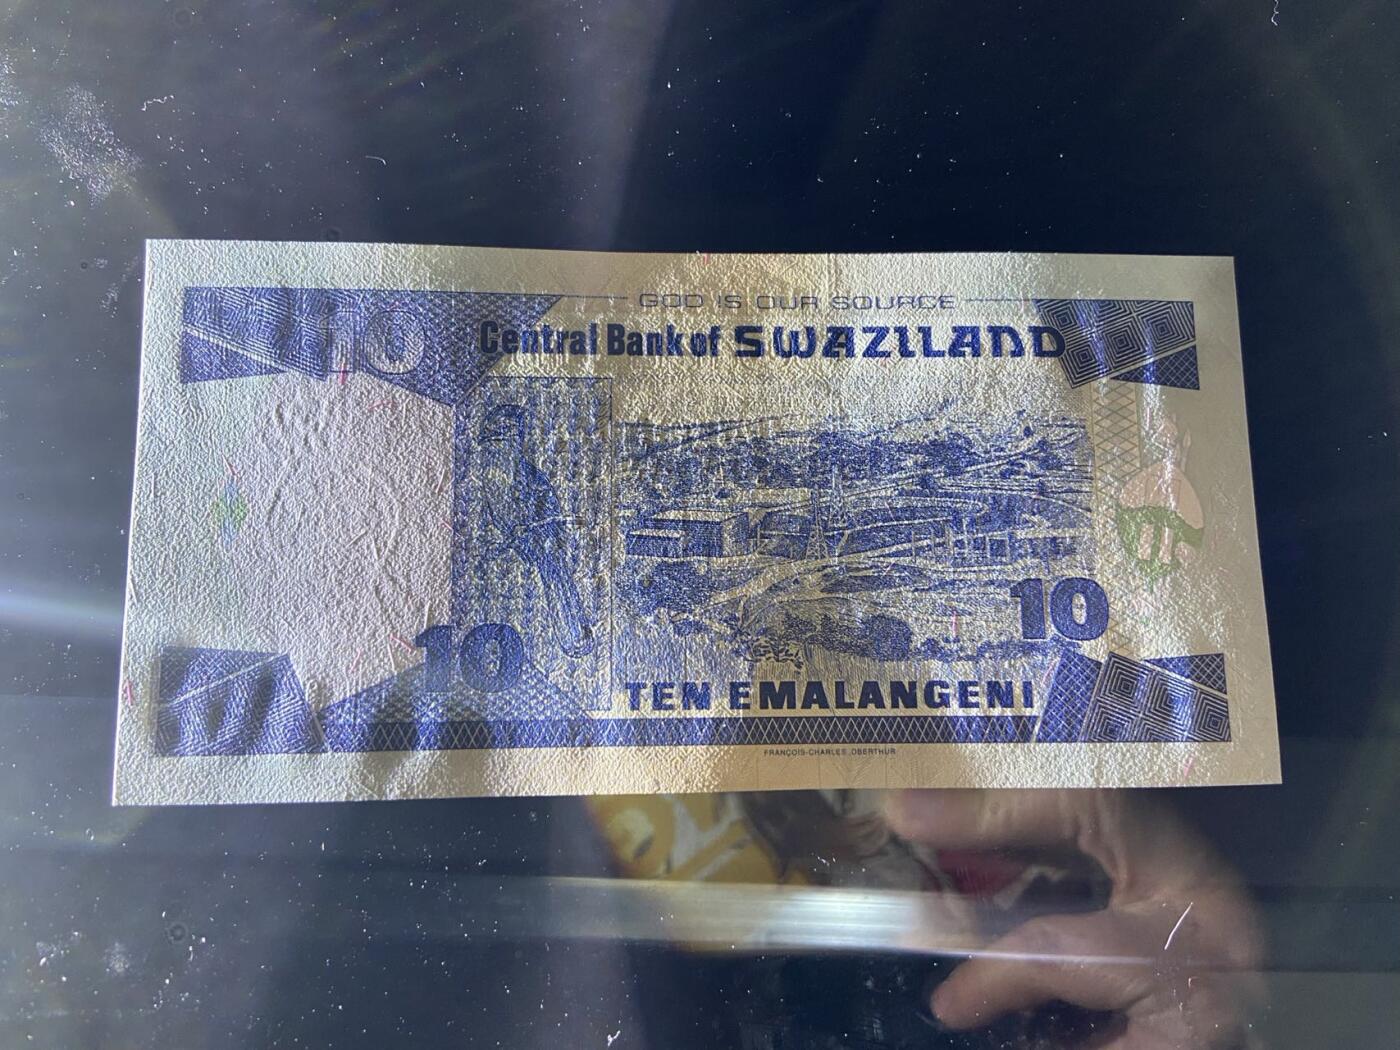 GOD IS OUR SOURCE
Central Bank of SWAZILAND
10
10
10
TEN EMALANGENI
FRANÇOIS-CHARLES OBERTHUR